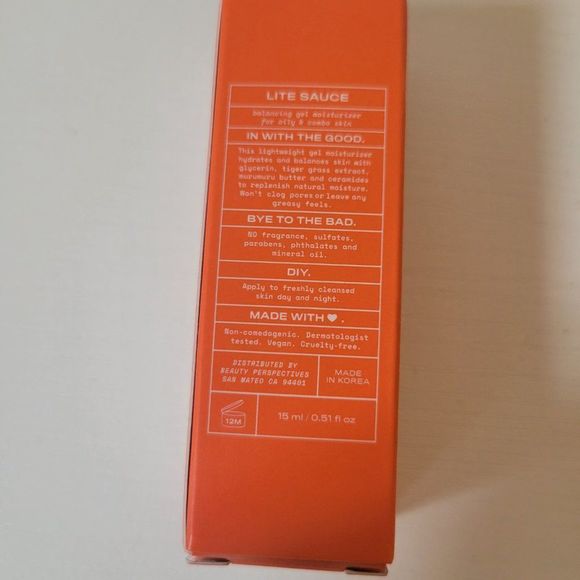 LITE SAUCE
balancing gel moisturizer
for oily & combo skin
IN WITH THE GOOD.
This lightweight gel moisturizer
hydrates and balances skin with
glycerin, tiger grass extract,
murumuru butter and ceramides
to replenish natural moisture.
Won't clog pores or leave any
greasy feels.
BYE TO THE BAD.
NO fragrance, sulfates,
parabens, phthalates and
mineral oil.
DIY.
Apply to freshly cleansed
skin day and night.
MADE WITH ♥.
Non-comedogenic. Dermatologist
tested. Vegan. Cruelty-free.
DISTRIBUTED BY
BEAUTY PERSPECTIVES
SAN MATEO CA 94401
MADE
IN KOREA
12M
15 ml / 0.51 fl oz